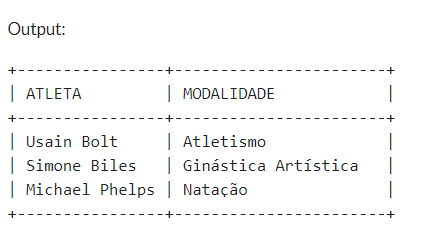 Output:
+----------------+-----------------------+
| ATLETA         | MODALIDADE            |
+----------------+-----------------------+
| Usain Bolt     | Atletismo             |
| Simone Biles   | Ginástica Artística   |
| Michael Phelps | Natação               |
+----------------+-----------------------+